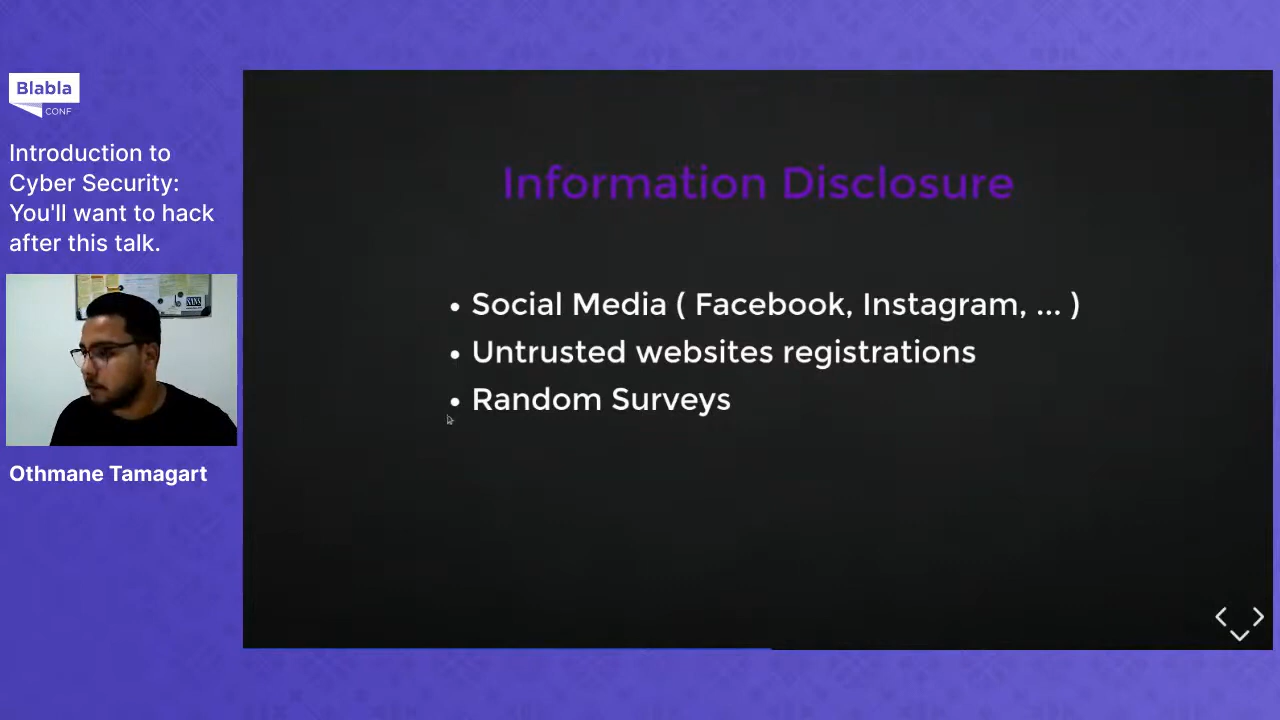 Blabla
CONF
Introduction to
Cyber Security:
You'll want to hack
after this talk.
Othmane Tamagart
Information Disclosure
• Social Media ( Facebook, Instagram, ... )
• Untrusted websites registrations
• Random Surveys